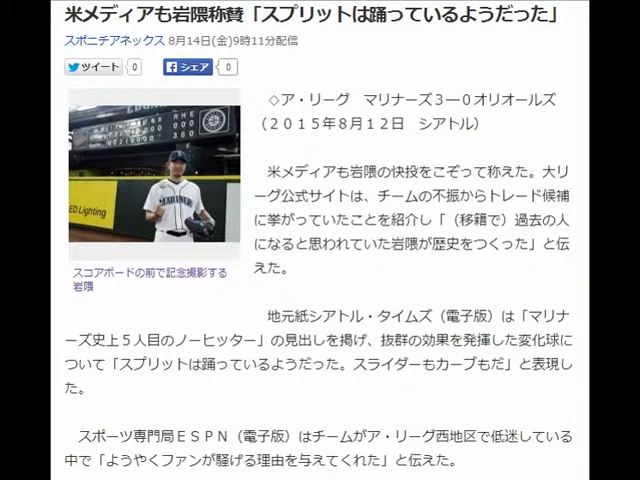 米メディアも岩隈称賛「スプリットは踊っているようだった」
スポニチアネックス 8月14日(金)9時11分配信
ツイート 0 シェア 0
◇ア・リーグ　マリナーズ3―0オリオールズ
（２０１５年８月１２日　シアトル）
米メディアも岩隈の快投をこぞって称えた。大リ
ーグ公式サイトは、チームの不振からトレード候補
に挙がっていたことを紹介し「（移籍で）過去の人
になると思われていた岩隈が歴史をつくった」と伝
えた。
R H E
MARINERS
ED Lighting
スコアボードの前で記念撮影する
岩隈
地元紙シアトル・タイムズ（電子版）は「マリナ
ーズ史上５人目のノーヒッター」の見出しを掲げ、抜群の効果を発揮した変化球に
ついて「スプリットは踊っているようだった。スライダーもカーブもだ」と表現し
た。
スポーツ専門局ＥＳＰＮ（電子版）はチームがア・リーグ西地区で低迷している
中で「ようやくファンが騒げる理由を与えてくれた」と伝えた。